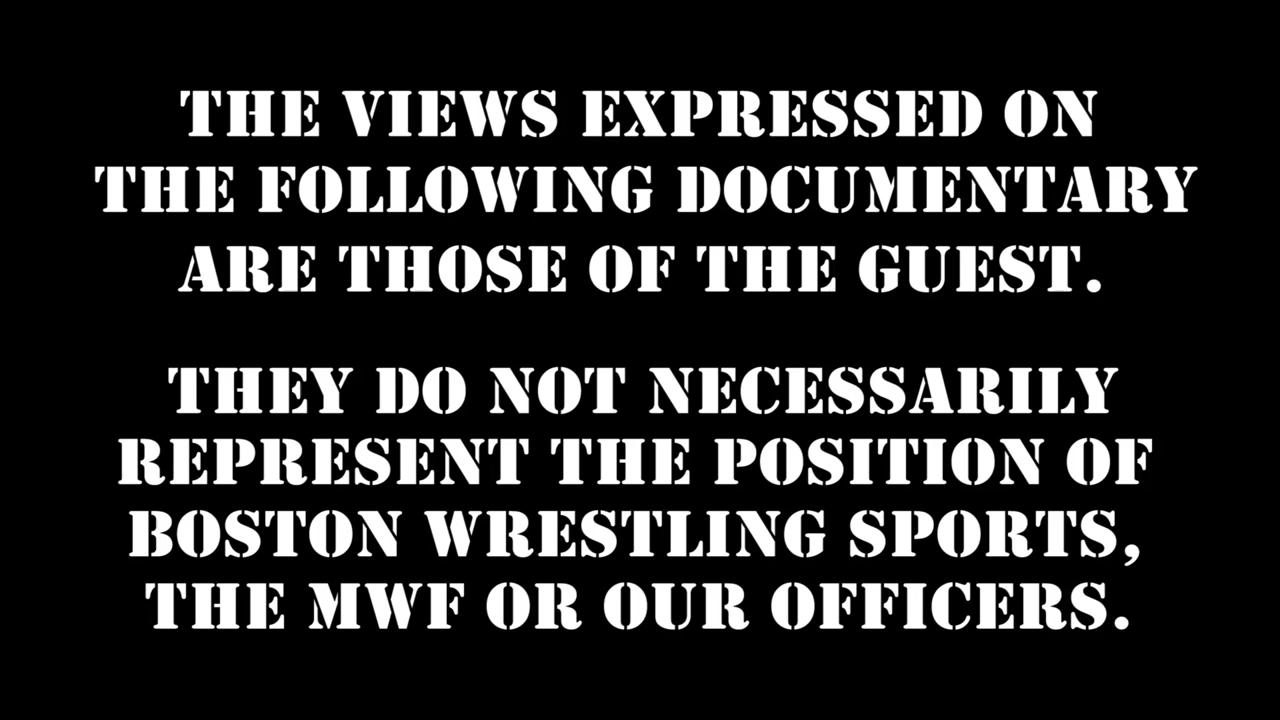 THE VIEWS EXPRESSED ON
THE FOLLOWING DOCUMENTARY
ARE THOSE OF THE GUEST.
THEY DO NOT NECESSARILY
REPRESENT THE POSITION OF
BOSTON WRESTLING SPORTS,
THE MWF OR OUR OFFICERS.